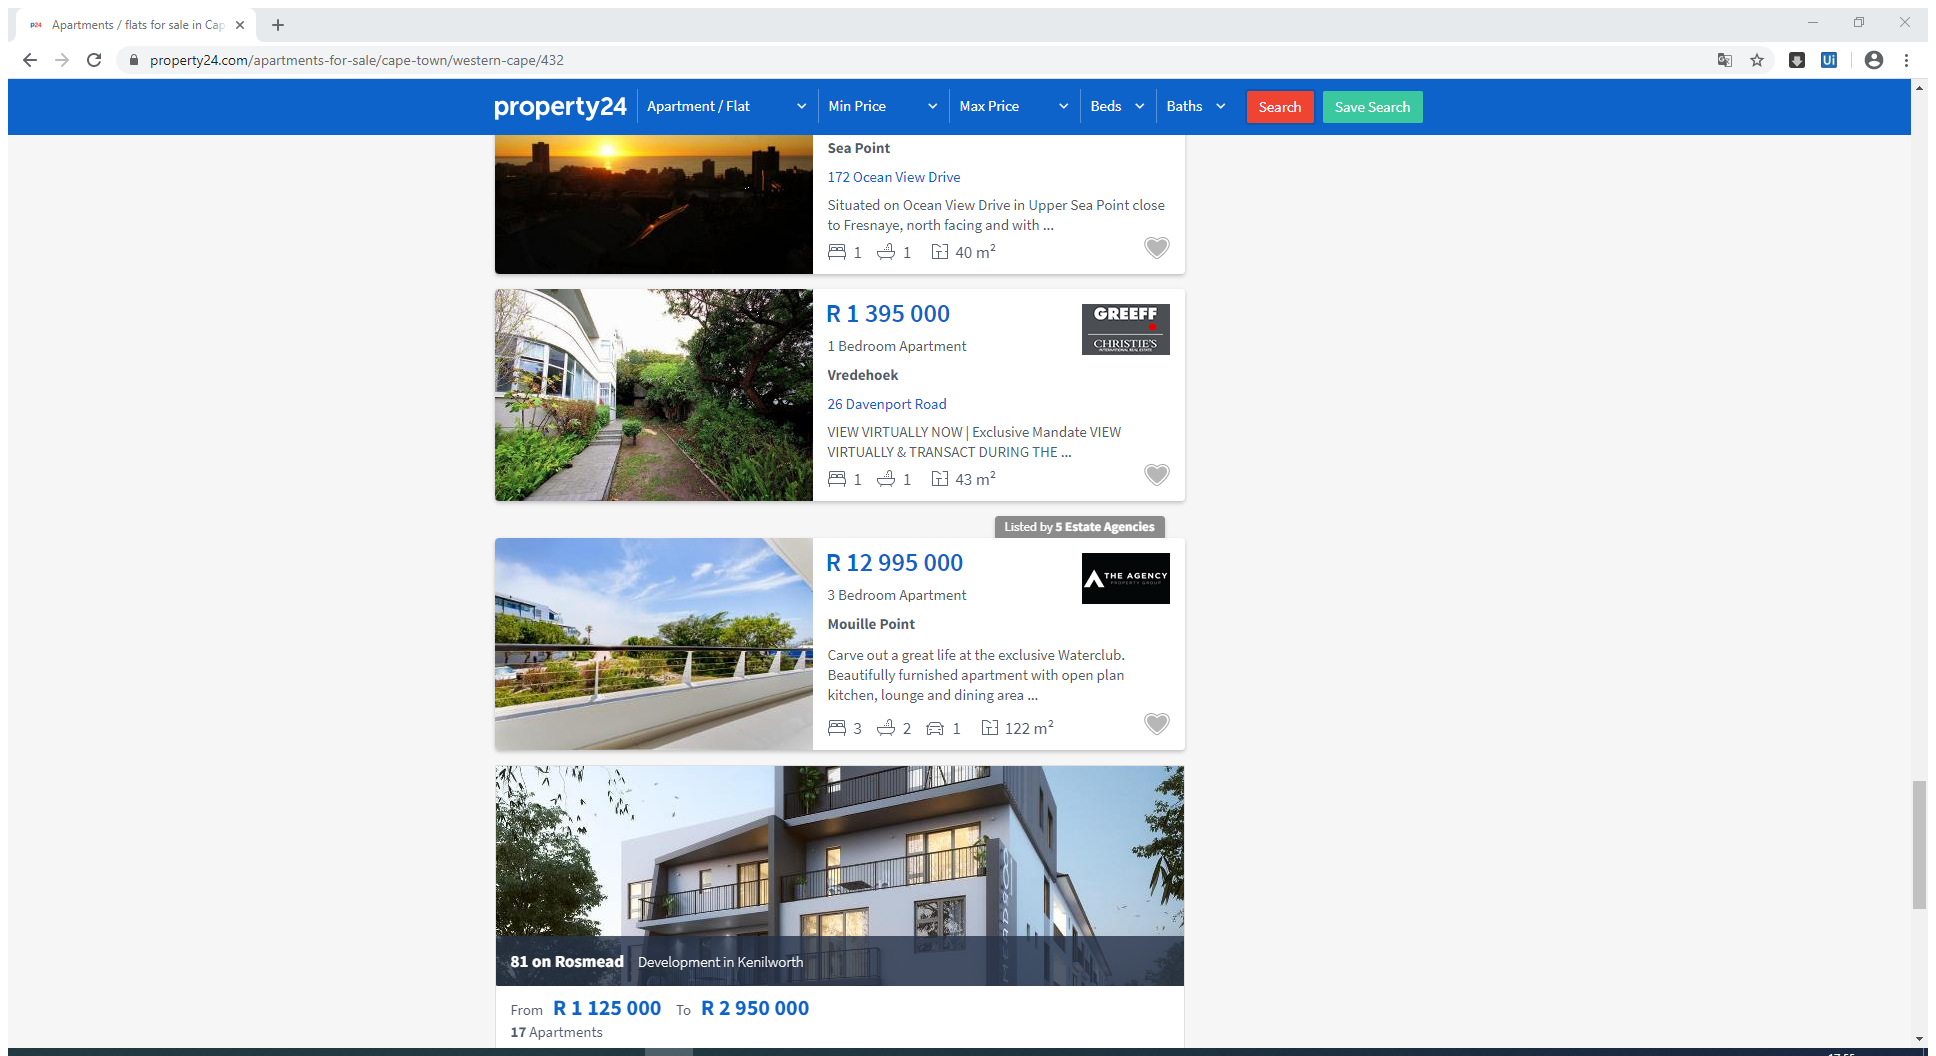 p24 Apartments / flats for sale in Cap
property24.com/apartments-for-sale/cape-town/western-cape/432
Ui
property24 Apartment / Flat Min Price Max Price Beds Baths Search Save Search
Sea Point
172 Ocean View Drive
Situated on Ocean View Drive in Upper Sea Point close
to Fresnaye, north facing and with ...
1 1 40 m²
R 1 395 000
GREEFF
CHRISTIE'S
INTERNATIONAL REAL ESTATE
1 Bedroom Apartment
Vredehoek
26 Davenport Road
VIEW VIRTUALLY NOW | Exclusive Mandate VIEW
VIRTUALLY & TRANSACT DURING THE ...
1 1 43 m²
Listed by 5 Estate Agencies
R 12 995 000
THE AGENCY
PROPERTY GROUP
3 Bedroom Apartment
Mouille Point
Carve out a great life at the exclusive Waterclub.
Beautifully furnished apartment with open plan
kitchen, lounge and dining area ...
3 2 1 122 m²
81 on Rosmead Development in Kenilworth
From R 1 125 000 To R 2 950 000
17 Apartments